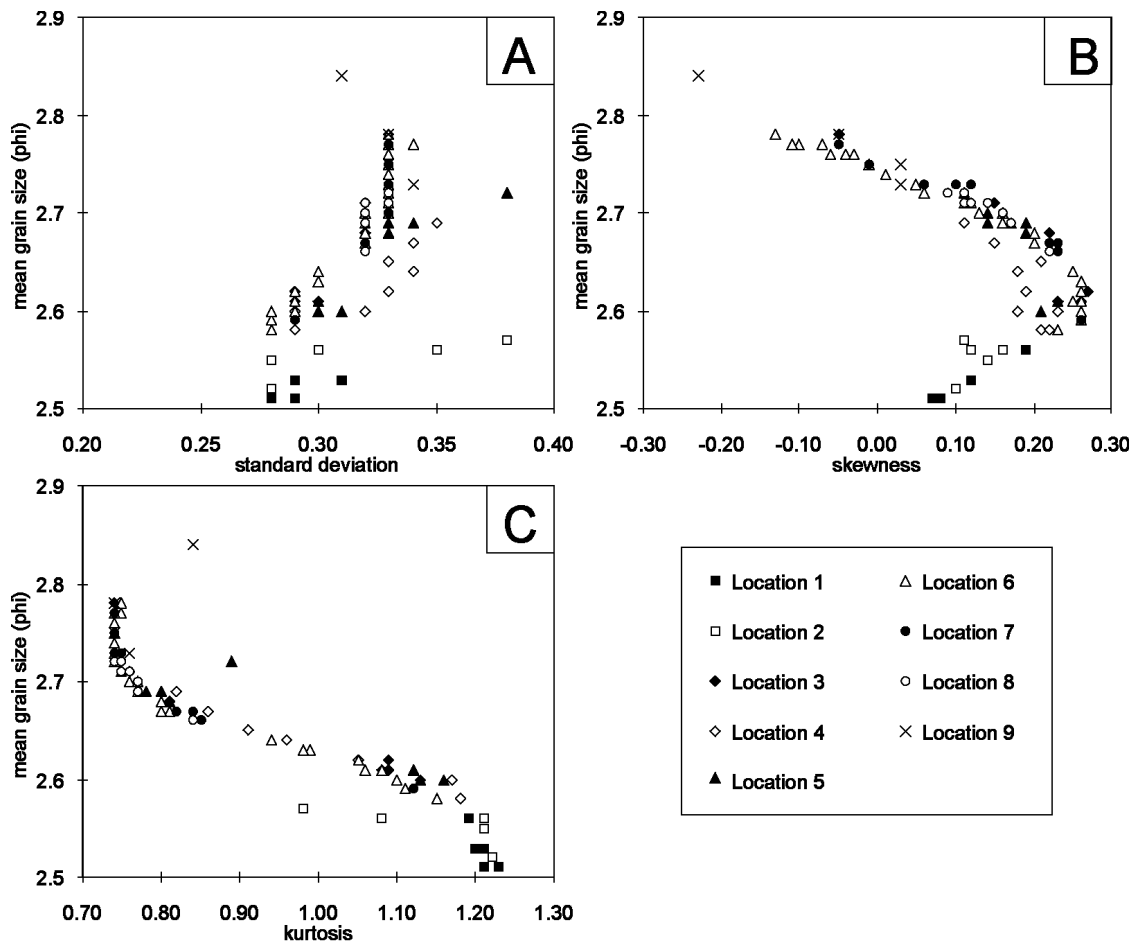 A
mean grain size (phi)
2.9
2.8
2.7
2.6
2.5
0.20
0.25
0.30
0.35
0.40
standard deviation
B
mean grain size (phi)
2.9
2.8
2.7
2.6
2.5
-0.30
-0.20
-0.10
0.00
0.10
0.20
0.30
skewness
C
mean grain size (phi)
2.9
2.8
2.7
2.6
2.5
0.70
0.80
0.90
1.00
1.10
1.20
1.30
kurtosis
Location 1
Location 2
Location 3
Location 4
Location 5
Location 6
Location 7
Location 8
Location 9